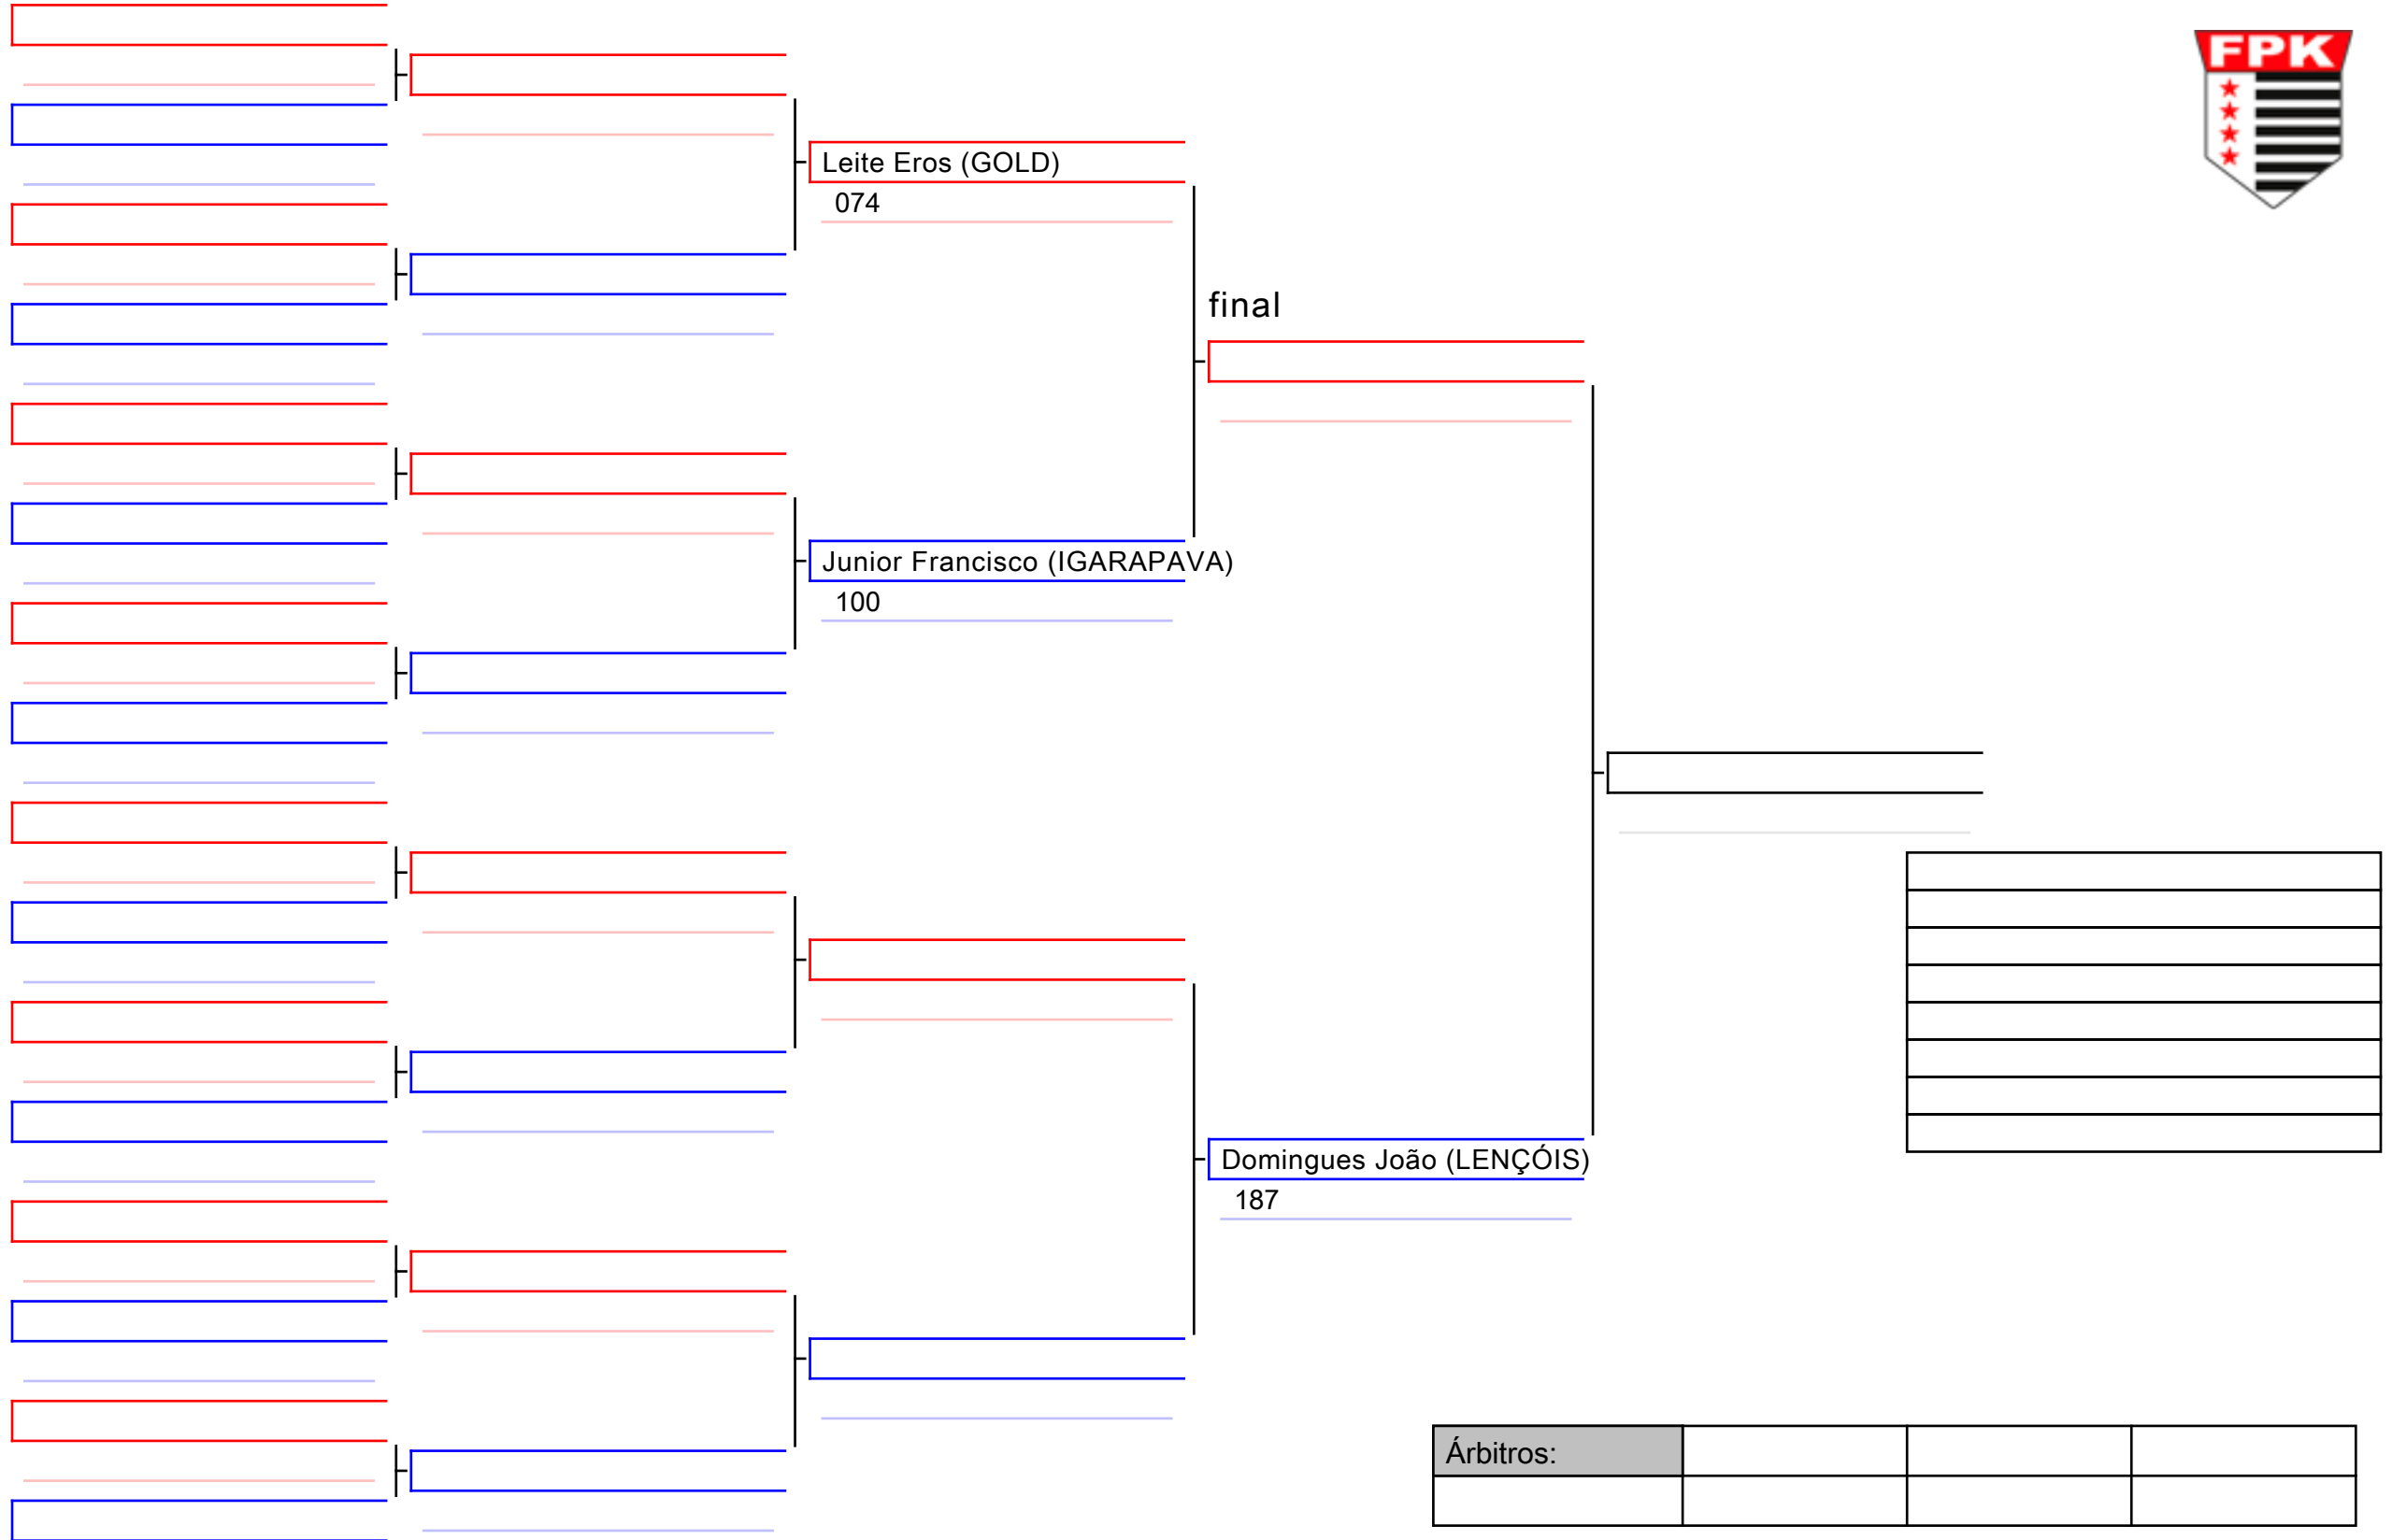 FPK
Leite Eros (GOLD)
074
final
Junior Francisco (IGARAPAVA)
100
Domingues João (LENÇÓIS)
187
Árbitros: